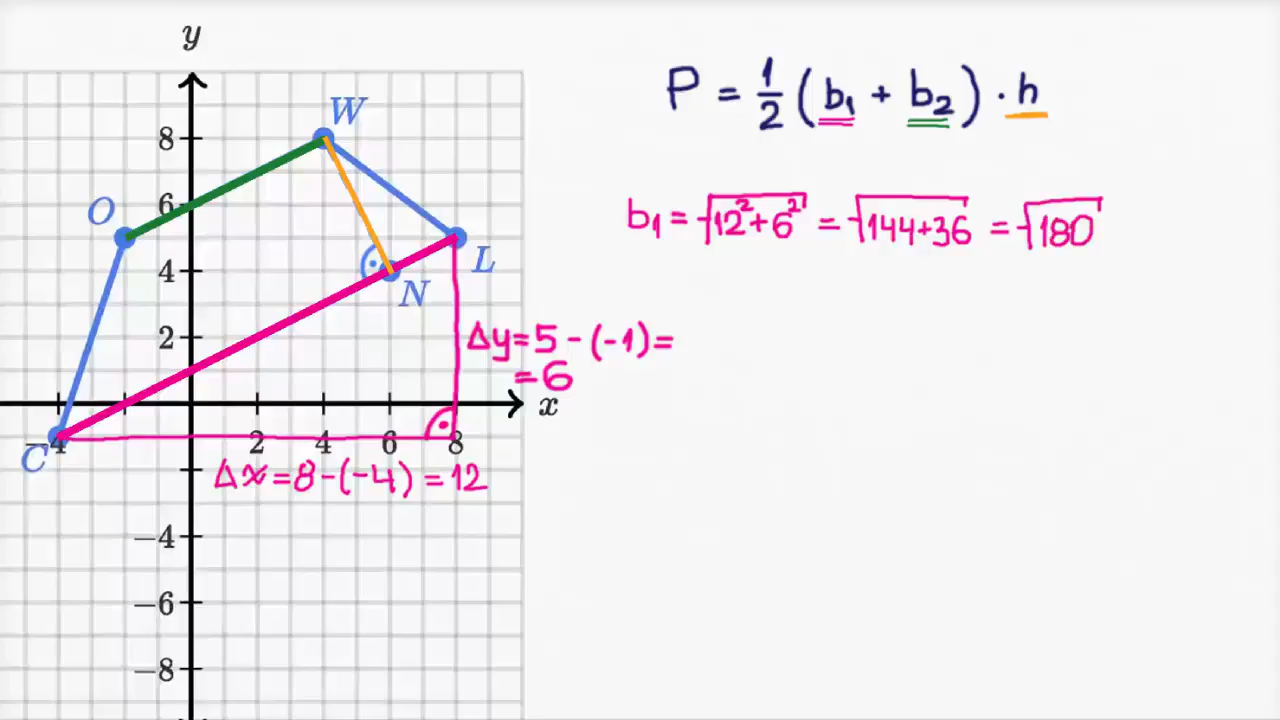 y
P = 1/2 (b₁ + b₂) · h
W
8
O
6
b₁ = √12²+6² = √144+36 = √180
L
4
N
2
Δy = 5 - (-1) =
= 6
x
C
-4 2 4 6 8
Δx = 8 - (-4) = 12
−4
−6
−8